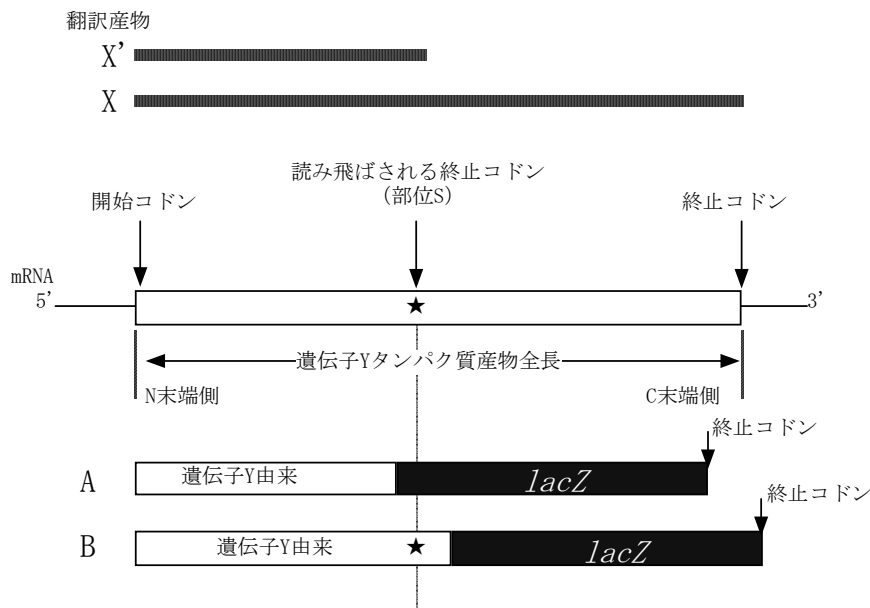 翻訳産物
X’
X
読み飛ばされる終止コドン
(部位S)
開始コドン
終止コドン
mRNA
5’
★
3’
遺伝子Yタンパク質産物全長
N末端側
C末端側
終止コドン
A
遺伝子Y由来
lacZ
終止コドン
B
遺伝子Y由来
★
lacZ